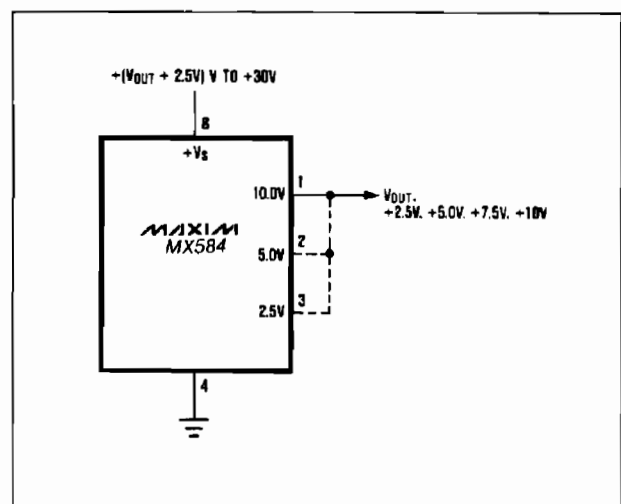 +(VOUT + 2.5V) V TO +30V
8
+VS
10.0V
1
VOUT.
+2.5V. +5.0V. +7.5V. +10V
MAXIM
MX584
5.0V
2
2.5V
3
4